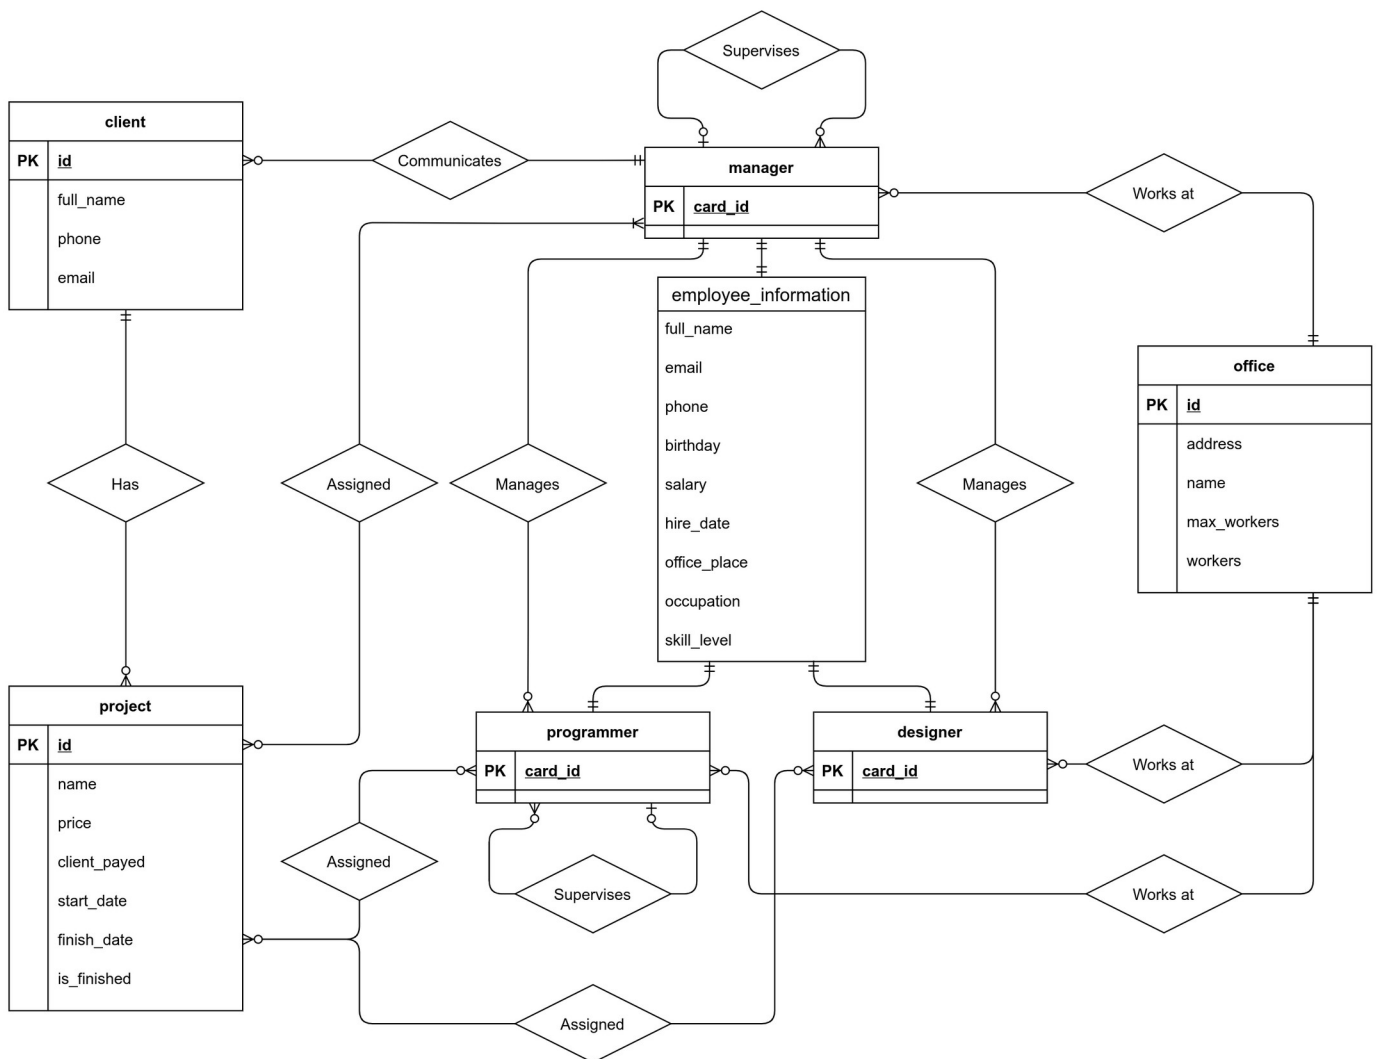 Supervises
client
PK id
full_name
phone
email
Communicates
manager
PK card_id
Works at
employee_information
full_name
email
phone
birthday
salary
hire_date
office_place
occupation
skill_level
office
PK id
address
name
max_workers
workers
Has
Assigned
Manages
Manages
project
PK id
name
price
client_payed
start_date
finish_date
is_finished
programmer
PK card_id
designer
PK card_id
Works at
Assigned
Supervises
Works at
Assigned